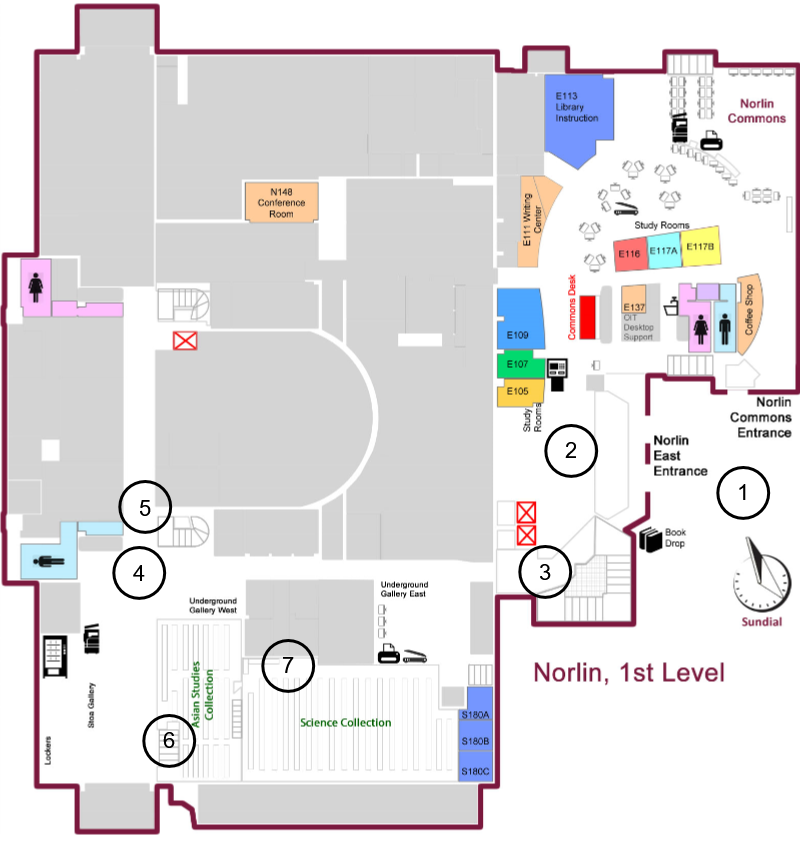 E113
Library
Instruction
Norlin
Commons
N148
Conference
Room
E111 Writing
Center
Study Rooms
E116
E117A
E117B
Commons Desk
E137
OIT
Desktop
Support
Coffee Shop
E109
E107
E105
Study
Rooms
Norlin
Commons
Entrance
Norlin
East
Entrance
1
2
3
4
5
6
7
Book
Drop
Sundial
Underground
Gallery West
Underground
Gallery East
Norlin, 1st Level
Asian Studies
Collection
Science Collection
Stoa Gallery
Lockers
S180A
S180B
S180C